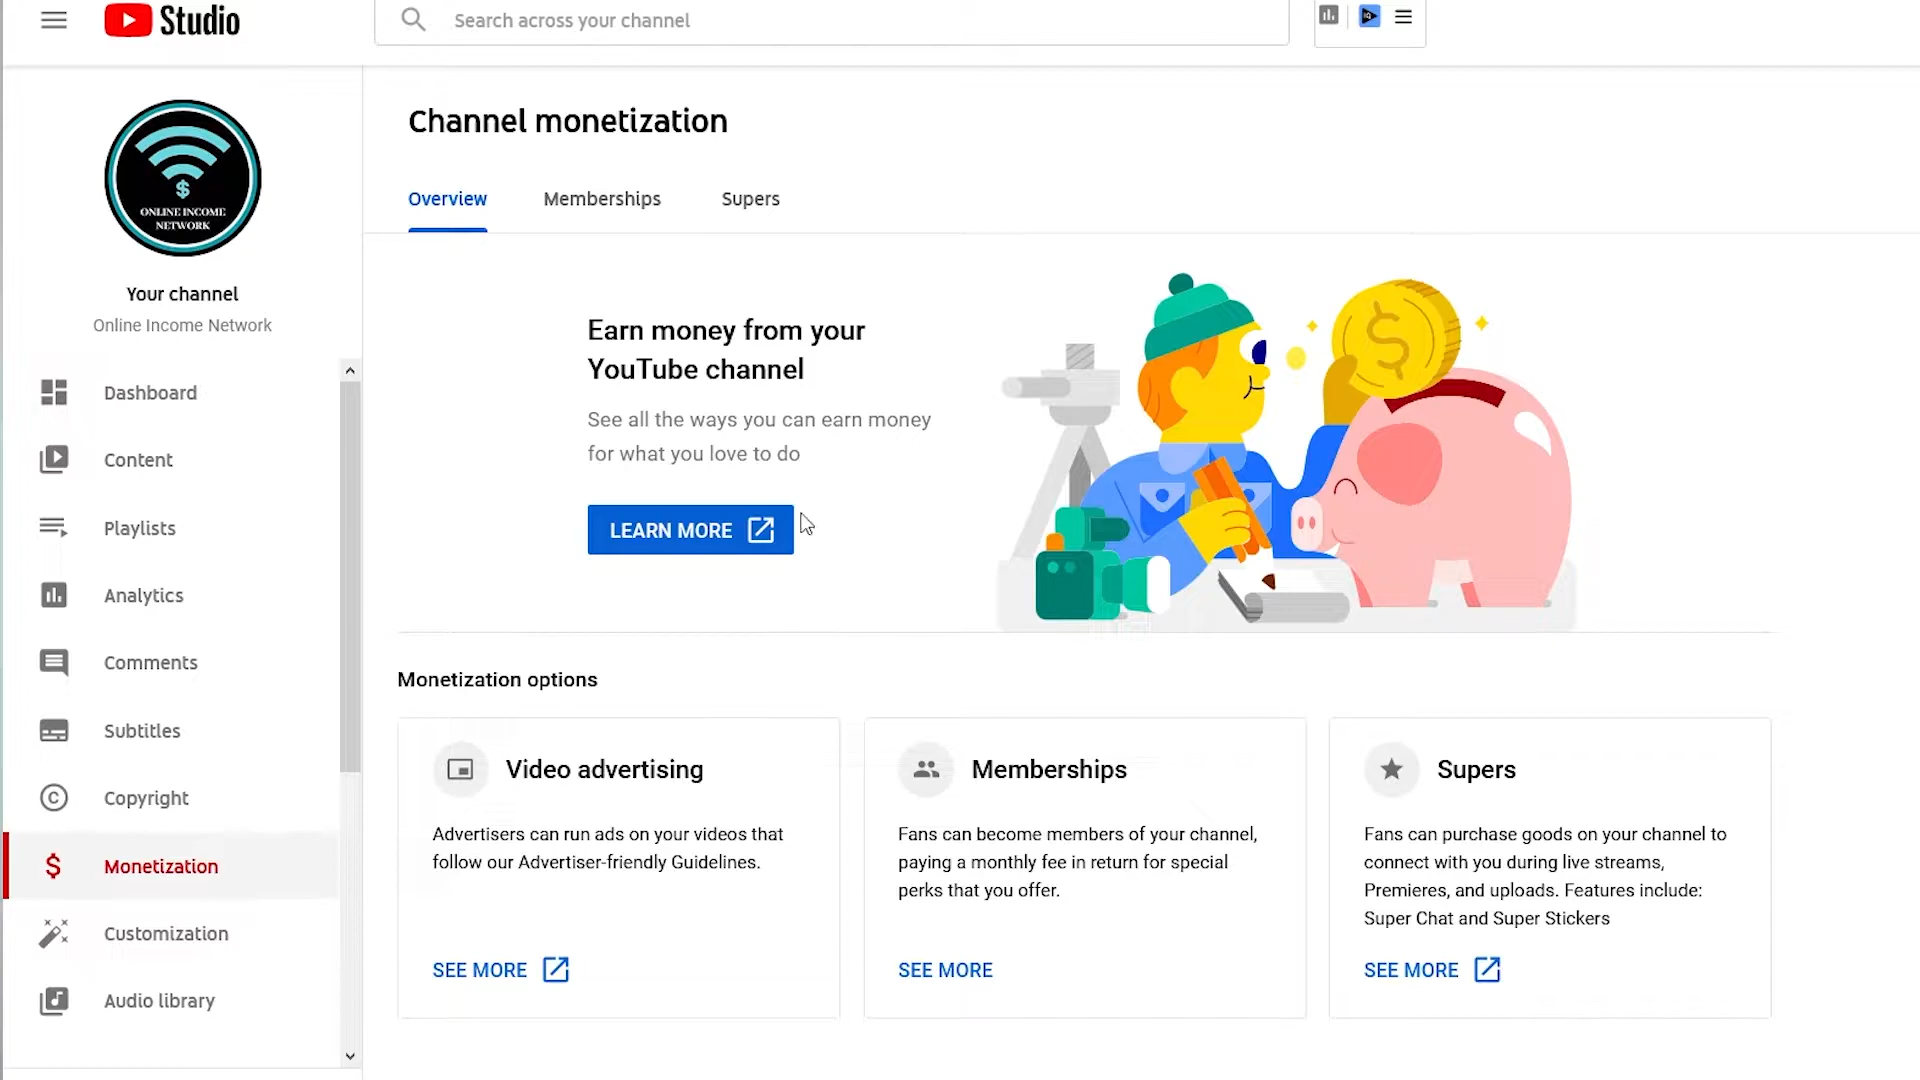 Studio
Search across your channel
ONLINE INCOME
NETWORK
Your channel
Online Income Network
Dashboard
Content
Playlists
Analytics
Comments
Subtitles
Copyright
Monetization
Customization
Audio library
Channel monetization
Overview
Memberships
Supers
Earn money from your
YouTube channel
See all the ways you can earn money
for what you love to do
LEARN MORE
Monetization options
Video advertising
Advertisers can run ads on your videos that
follow our Advertiser-friendly Guidelines.
SEE MORE
Memberships
Fans can become members of your channel,
paying a monthly fee in return for special
perks that you offer.
SEE MORE
Supers
Fans can purchase goods on your channel to
connect with you during live streams,
Premieres, and uploads. Features include:
Super Chat and Super Stickers
SEE MORE